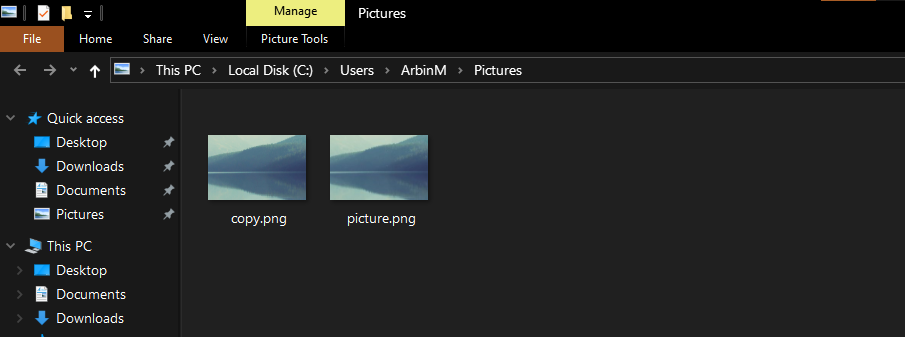 Manage
Pictures
File
Home
Share
View
Picture Tools
This PC
Local Disk (C:)
Users
ArbinM
Pictures
Quick access
Desktop
Downloads
Documents
Pictures
This PC
Desktop
Documents
Downloads
copy.png
picture.png